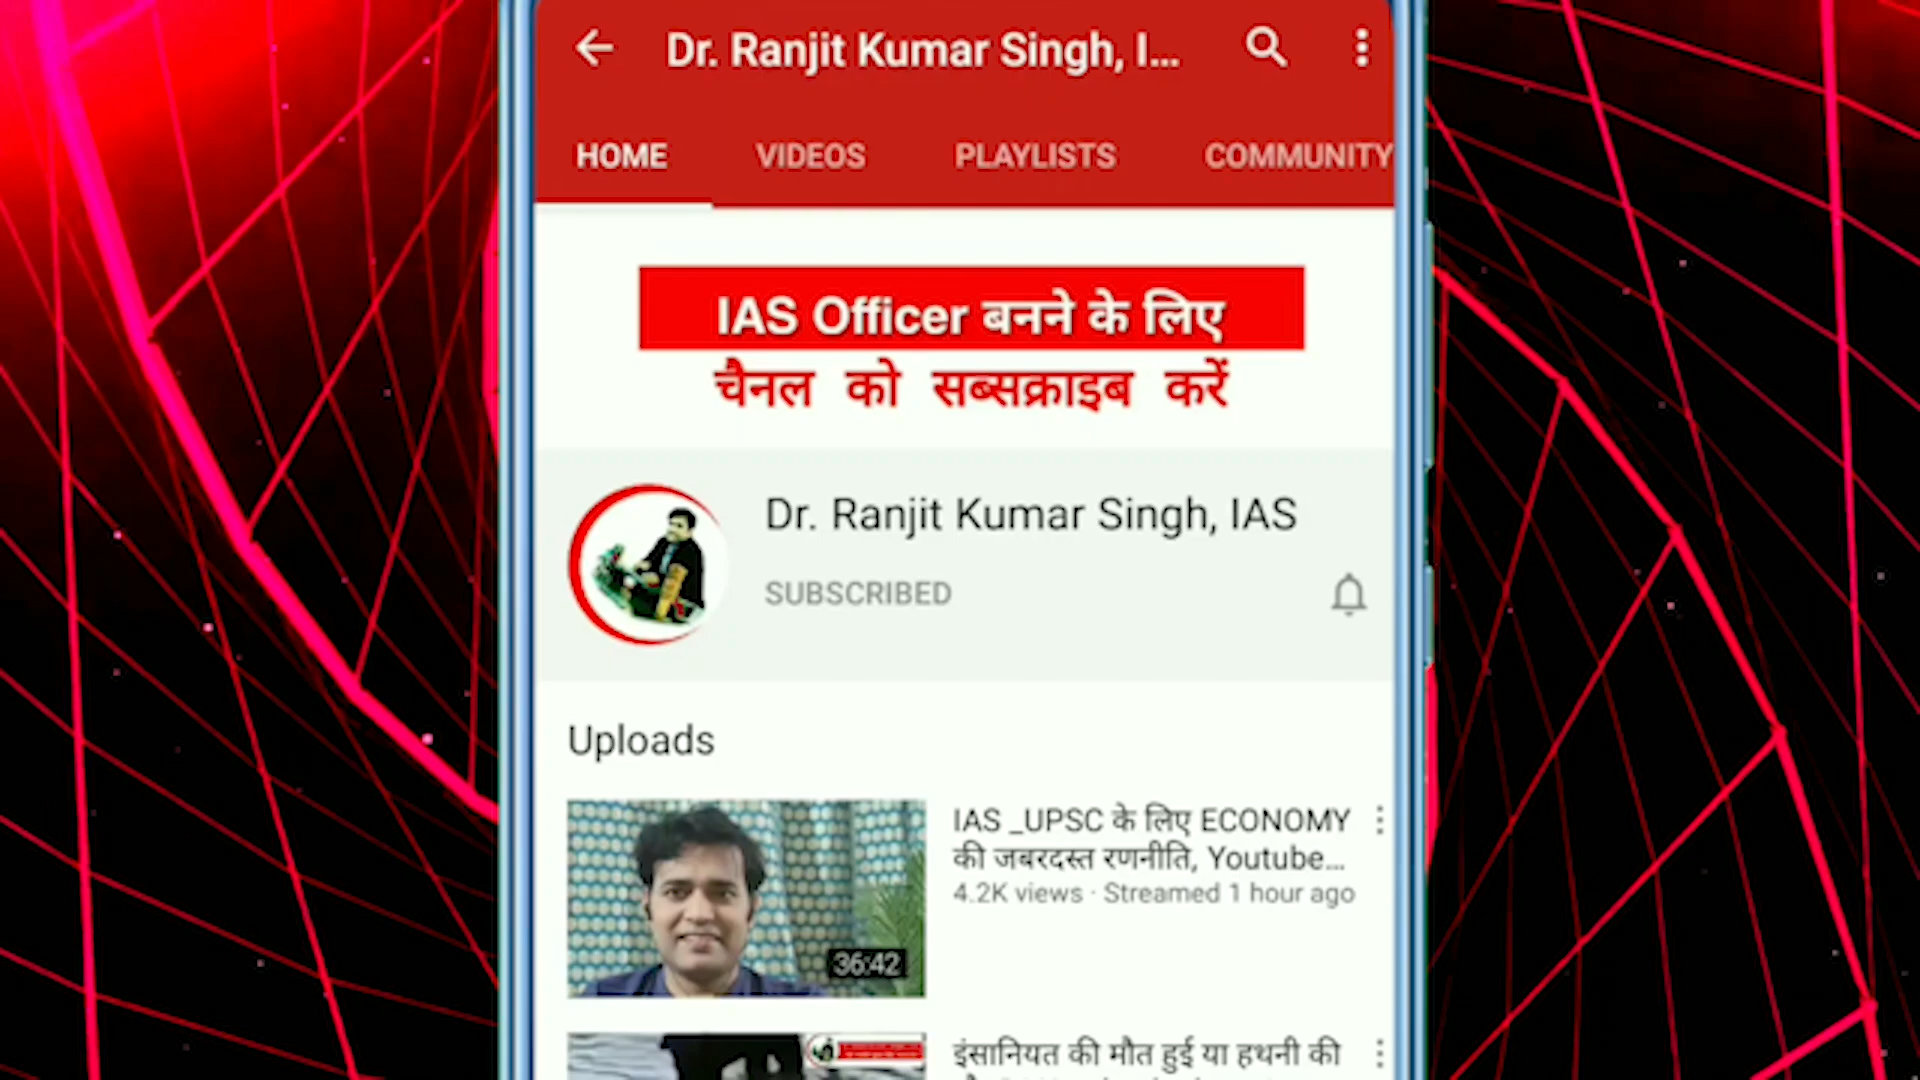 Dr. Ranjit Kumar Singh, I...
HOME VIDEOS PLAYLISTS COMMUNITY
IAS Officer बनने के लिए
चैनल को सब्सक्राइब करें
Dr. Ranjit Kumar Singh, IAS
SUBSCRIBED
Uploads
IAS _UPSC के लिए ECONOMY
की जबरदस्त रणनीति, Youtube...
4.2K views · Streamed 1 hour ago
36:42
इंसानियत की मौत हुई या हथनी की